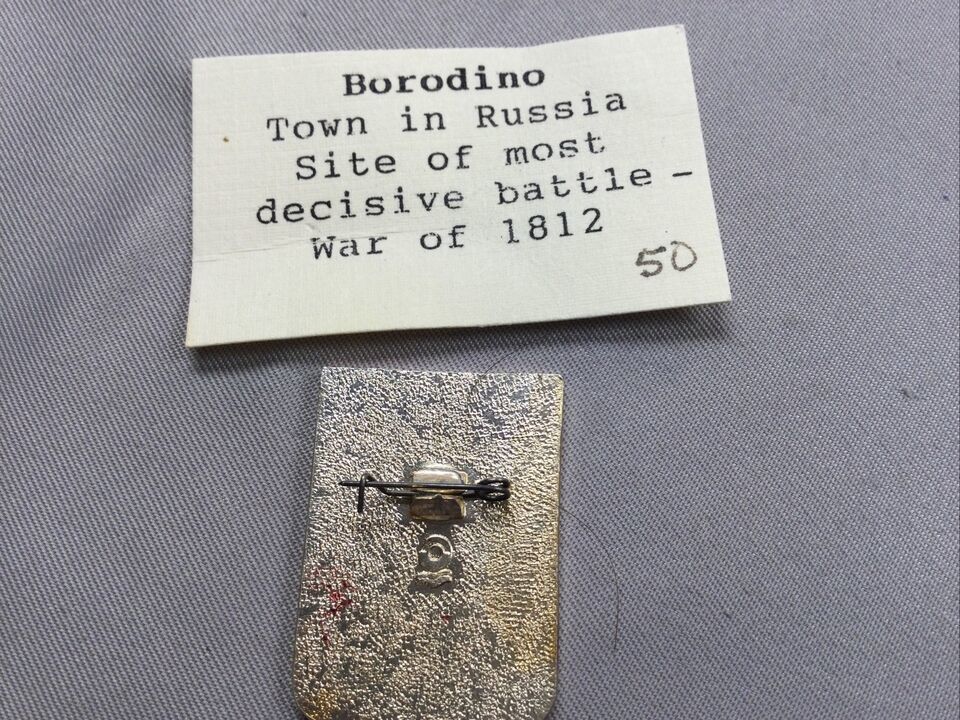 Borodino
Town in Russia
Site of most
decisive battle -
War of 1812
50